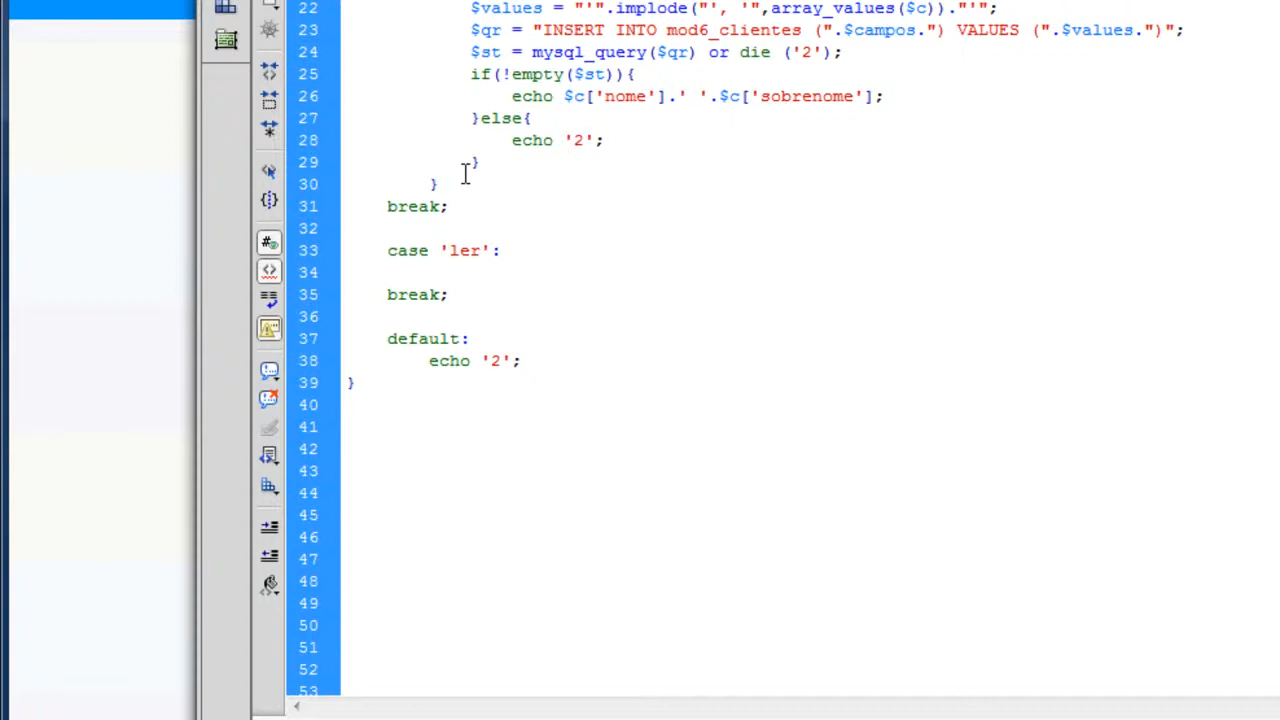 22 $values = "'".implode("', '",array_values($c))."'";
23 $qr = "INSERT INTO mod6_clientes (".$campos.") VALUES (".$values.")";
24 $st = mysql_query($qr) or die ('2');
25 if(!empty($st)){
26 echo $c['nome'].' '.$c['sobrenome'];
27 }else{
28 echo '2';
29 }
30 }
31 break;
32
33 case 'ler':
34
35 break;
36
37 default:
38 echo '2';
39 }
40
41
42
43
44
45
46
47
48
49
50
51
52
53